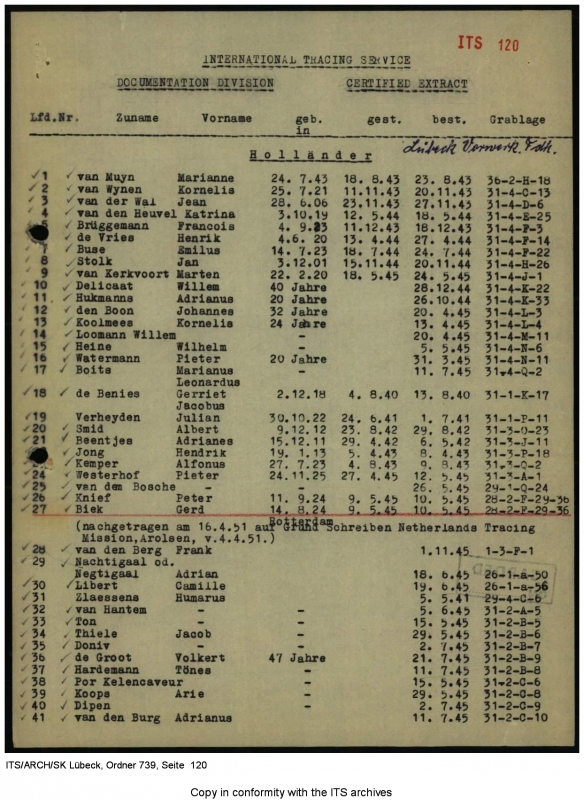 ITS 120
INTERNATIONAL TRACING SERVICE
DOCUMENTATION DIVISION CERTIFIED EXTRACT
Lfd.Nr. Zuname Vorname geb. gest. best. Grablage
in
Holländer Lübeck Vorwerk. Fdh.
1 van Muyn Marianne 24. 7.43 18. 8.43 23. 8.43 36-2-H-18
2 van Wynen Kornelis 25. 7.21 11.11.43 20.11.43 31-4-C-13
3 van der Wal Jean 28. 6.06 23.11.43 27.11.43 31-4-D-6
4 van den Heuvel Katrina 3.10.19 12. 5.44 18. 5.44 31-4-E-25
Brüggemann Francois 4. 9.23 11.12.43 18.12.43 31-4-F-3
de Vries Henrik 4.6. 20 13. 4.44 27. 4.44 31-4-F-14
7 Buse Smilus 14. 7.23 18. 7.44 24. 7.44 31-4-F-22
8 Stolk Jan 3.12.01 15.11.44 20.11.44 31-4-H-26
9 van Kerkvoort Marten 22. 2.20 18. 5.45 24. 5.45 31-4-J-1
10 Delicaat Willem 40 Jahre 28.12.44 31-4-K-22
11 Hukmanns Adrianus 20 Jahre 26.10.44 31-4-K-33
12 den Boon Johannes 32 Jahre 20. 4.45 31-4-L-3
13 Koolmees Kornelis 24 Jahre 13. 4.45 31-4-L-4
14 Loomann Willem - 20. 4.45 31-4-M-11
15 Heine Wilhelm - 5. 5.45 31-4-N-6
16 Watermann Pieter 20 Jahre 31. 3.45 31-4-N-11
17 Boits Marianus - 11. 7.45 31-4-Q-2
Leonardus
18 de Benies Gerriet 2.12.18 4. 8.40 13. 8.40 31-1-K-17
Jacobus
19 Verheyden Julian 30.10.22 24. 6.41 1. 7.41 31-1-P-11
20 Smid Albert 9.12.12 23. 8.42 29. 8.42 31-3-O-23
21 Beentjes Adrianes 15.12.11 29. 4.42 6. 5.42 31-3-J-11
Jong Hendrik 19. 1.13 5. 4.43 8. 4.43 31-3-P-18
Kemper Alfonus 27. 7.23 4. 8.43 9. 8.43 31-3-Q-2
24 Westerhof Pieter 24.11.25 27. 4.45 12. 5.45 31-3-A-1
25 van dem Bosche - - 26. 5.45 29-1-Q-24
26 Knief Peter 11. 9.24 9. 5.45 10. 5.45 28-2-F-29-36
27 Biek Gerd 14. 8.24 9. 5.45 10. 5.45 28-2-F-29-36
Rotterdam
(nachgetragen am 16.4.51 auf Grund Schreiben Netherlands Tracing
Mission,Arolsen, v.4.4.51.)
28 van den Berg Frank 1.11.45 1-3-F-1
29 Nachtigaal od.
Negtigaal Adrian 18. 6.45 26-1-a-50
30 Libert Camille 19. 6.45 26-1-a-56
31 Zlaessens Humarus 5. 5.41 29-4-C-6
32 van Hantem - - 5. 6.45 31-2-A-5
33 Ton - - 15. 5.45 31-2-B-5
34 Thiele Jacob - 29. 5.45 31-2-B-6
35 Doniv - - 2. 7.45 31-2-B-7
36 de Groot Volkert 47 Jahre 21. 7.45 31-2-B-9
37 Hardemann Tönes - 11. 7.45 31-2-B-8
38 Por Kelencaveur - 15. 5.45 31-2-C-6
39 Koops Arie - 29. 5.45 31-2-C-8
40 Dipen - 2. 7.45 31-2-C-9
41 van den Burg Adrianus 11. 7.45 31-2-C-10
ITS/ARCH/SK Lübeck, Ordner 739, Seite 120
Copy in conformity with the ITS archives